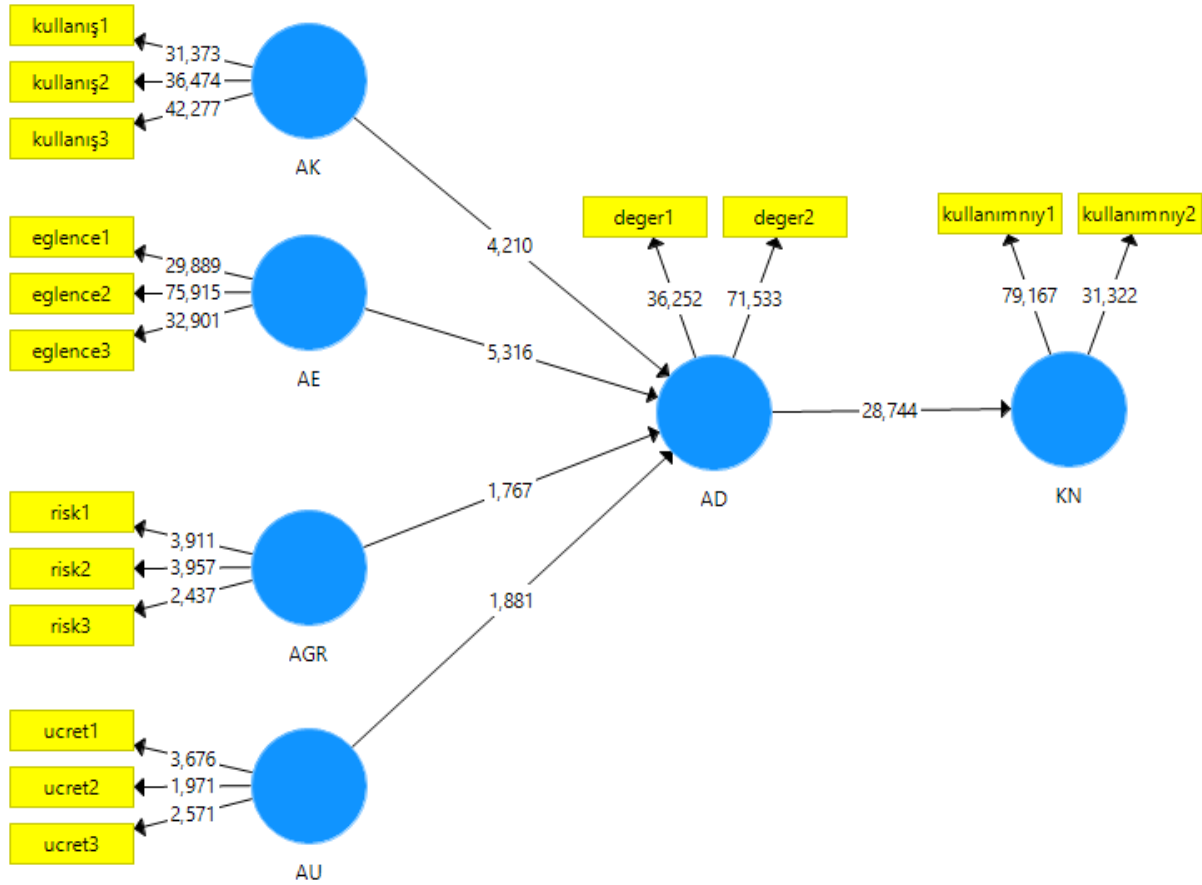 kullanış1
31,373
kullanış2
36,474
kullanış3
42,277
AK
4,210
eglence1
29,889
eglence2
75,915
eglence3
32,901
AE
5,316
deger1
deger2
36,252
71,533
AD
28,744
kullanımnıy1
kullanımnıy2
79,167
31,322
KN
risk1
3,911
risk2
3,957
risk3
2,437
AGR
1,767
ucret1
3,676
ucret2
1,971
ucret3
2,571
AU
1,881